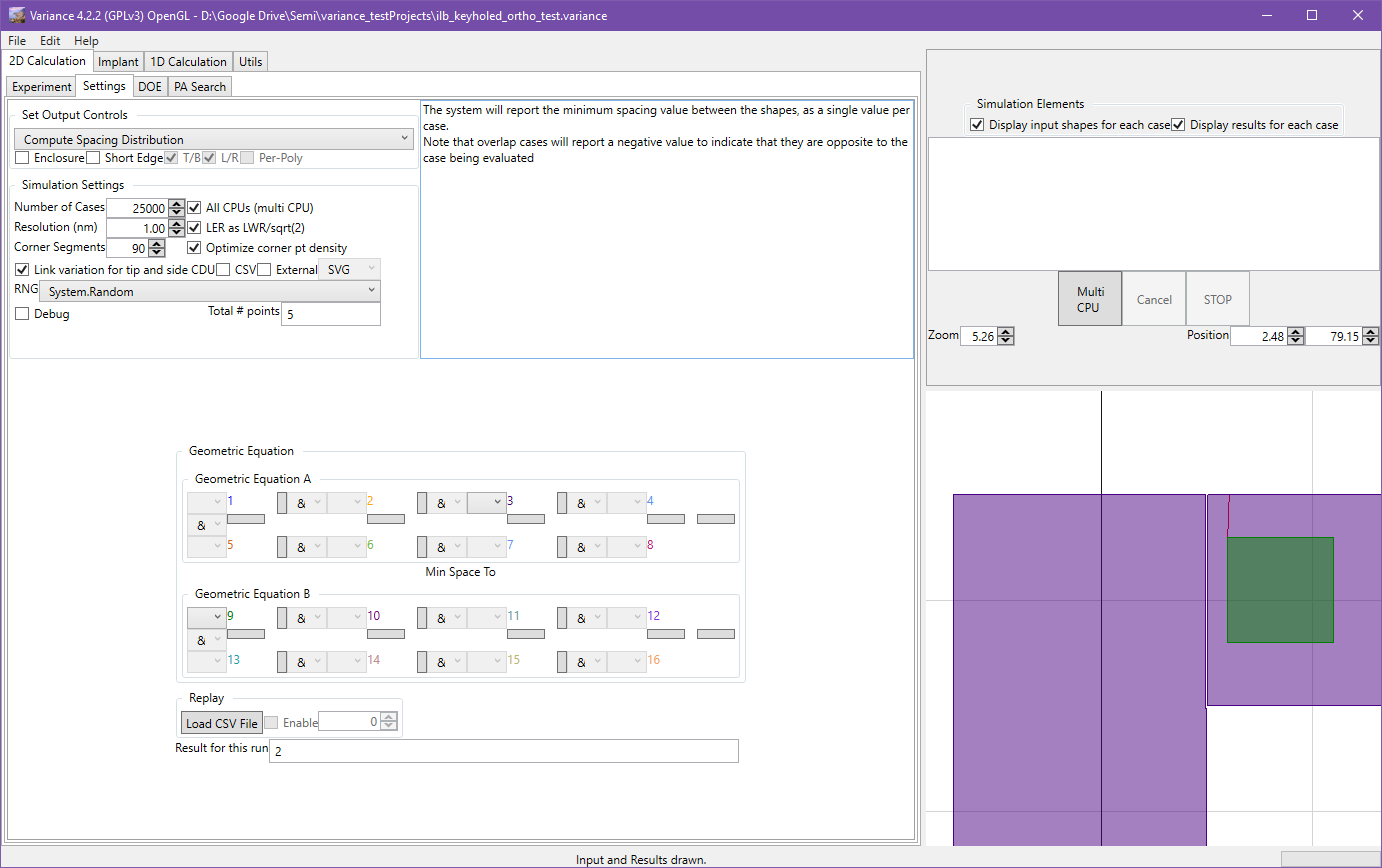 Variance 4.2.2 (GPLv3) OpenGL - D:\Google Drive\Semi\variance_testProjects\ilb_keyholed_ortho_test.variance
File Edit Help
2D Calculation Implant 1D Calculation Utils
Experiment Settings DOE PA Search
Set Output Controls
Compute Spacing Distribution
Enclosure Short Edge T/B L/R Per-Poly
The system will report the minimum spacing value between the shapes, as a single value per
case.
Note that overlap cases will report a negative value to indicate that they are opposite to the
case being evaluated
Simulation Settings
Number of Cases 25000 All CPUs (multi CPU)
Resolution (nm) 1.00 LER as LWR/sqrt(2)
Corner Segments 90 Optimize corner pt density
Link variation for tip and side CDU CSV External SVG
RNG System.Random
Debug Total # points 5
Geometric Equation
Geometric Equation A
1 & 2 & 3 & 4
&
5 & 6 & 7 & 8
Min Space To
Geometric Equation B
9 & 10 & 11 & 12
&
13 & 14 & 15 & 16
Replay
Load CSV File Enable 0
Result for this run 2
Simulation Elements
Display input shapes for each case Display results for each case
Multi
CPU
Cancel STOP
Zoom 5.26 Position 2.48 79.15
Input and Results drawn.